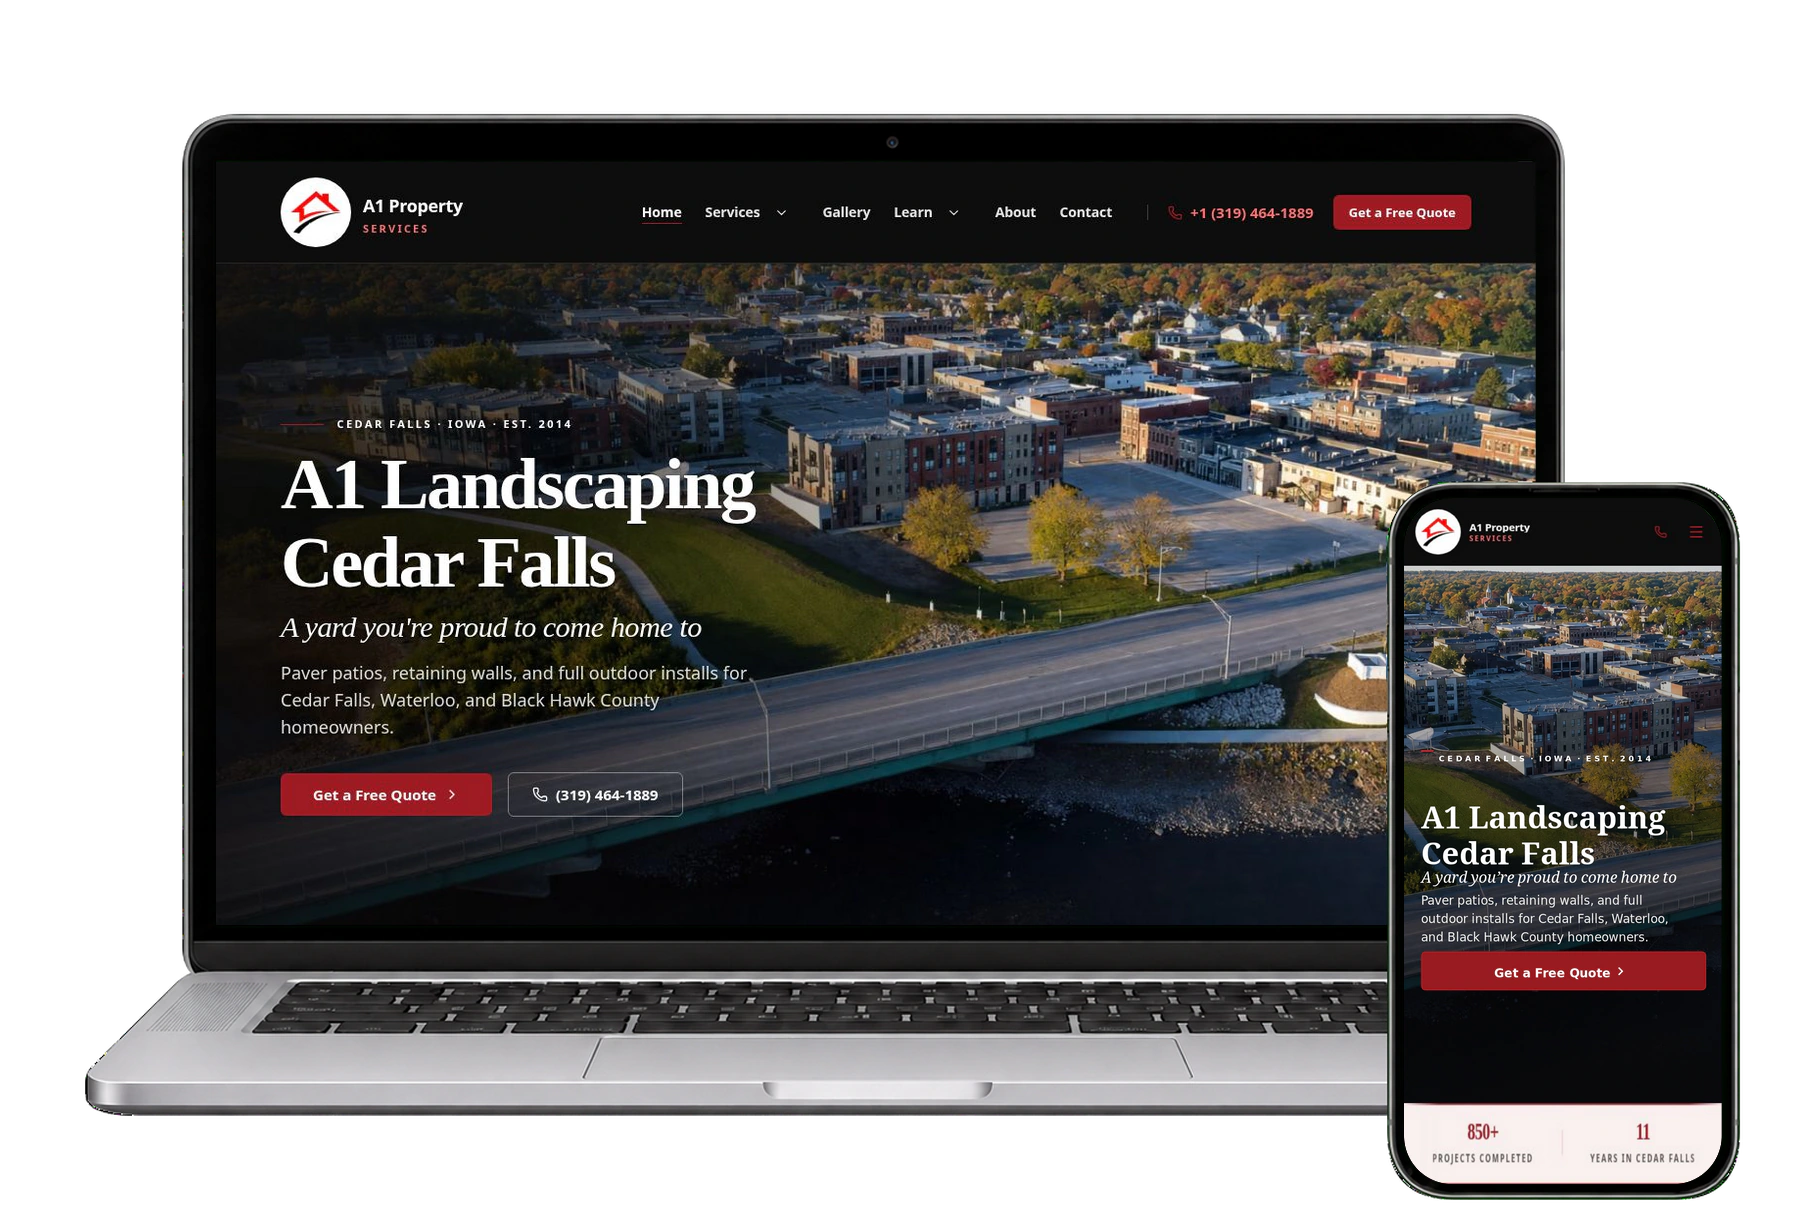 A1 Property
SERVICES
Home Services Gallery Learn About Contact +1 (319) 464-1889 Get a Free Quote
CEDAR FALLS · IOWA · EST. 2014
A1 Landscaping
Cedar Falls
A yard you're proud to come home to
Paver patios, retaining walls, and full outdoor installs for
Cedar Falls, Waterloo, and Black Hawk County
homeowners.
Get a Free Quote (319) 464-1889
A1 Property
SERVICES
CEDAR FALLS · IOWA · EST. 2014
A1 Landscaping
Cedar Falls
A yard you’re proud to come home to
Paver patios, retaining walls, and full
outdoor installs for Cedar Falls, Waterloo,
and Black Hawk County homeowners.
Get a Free Quote
850+ 11
PROJECTS COMPLETED YEARS IN CEDAR FALLS